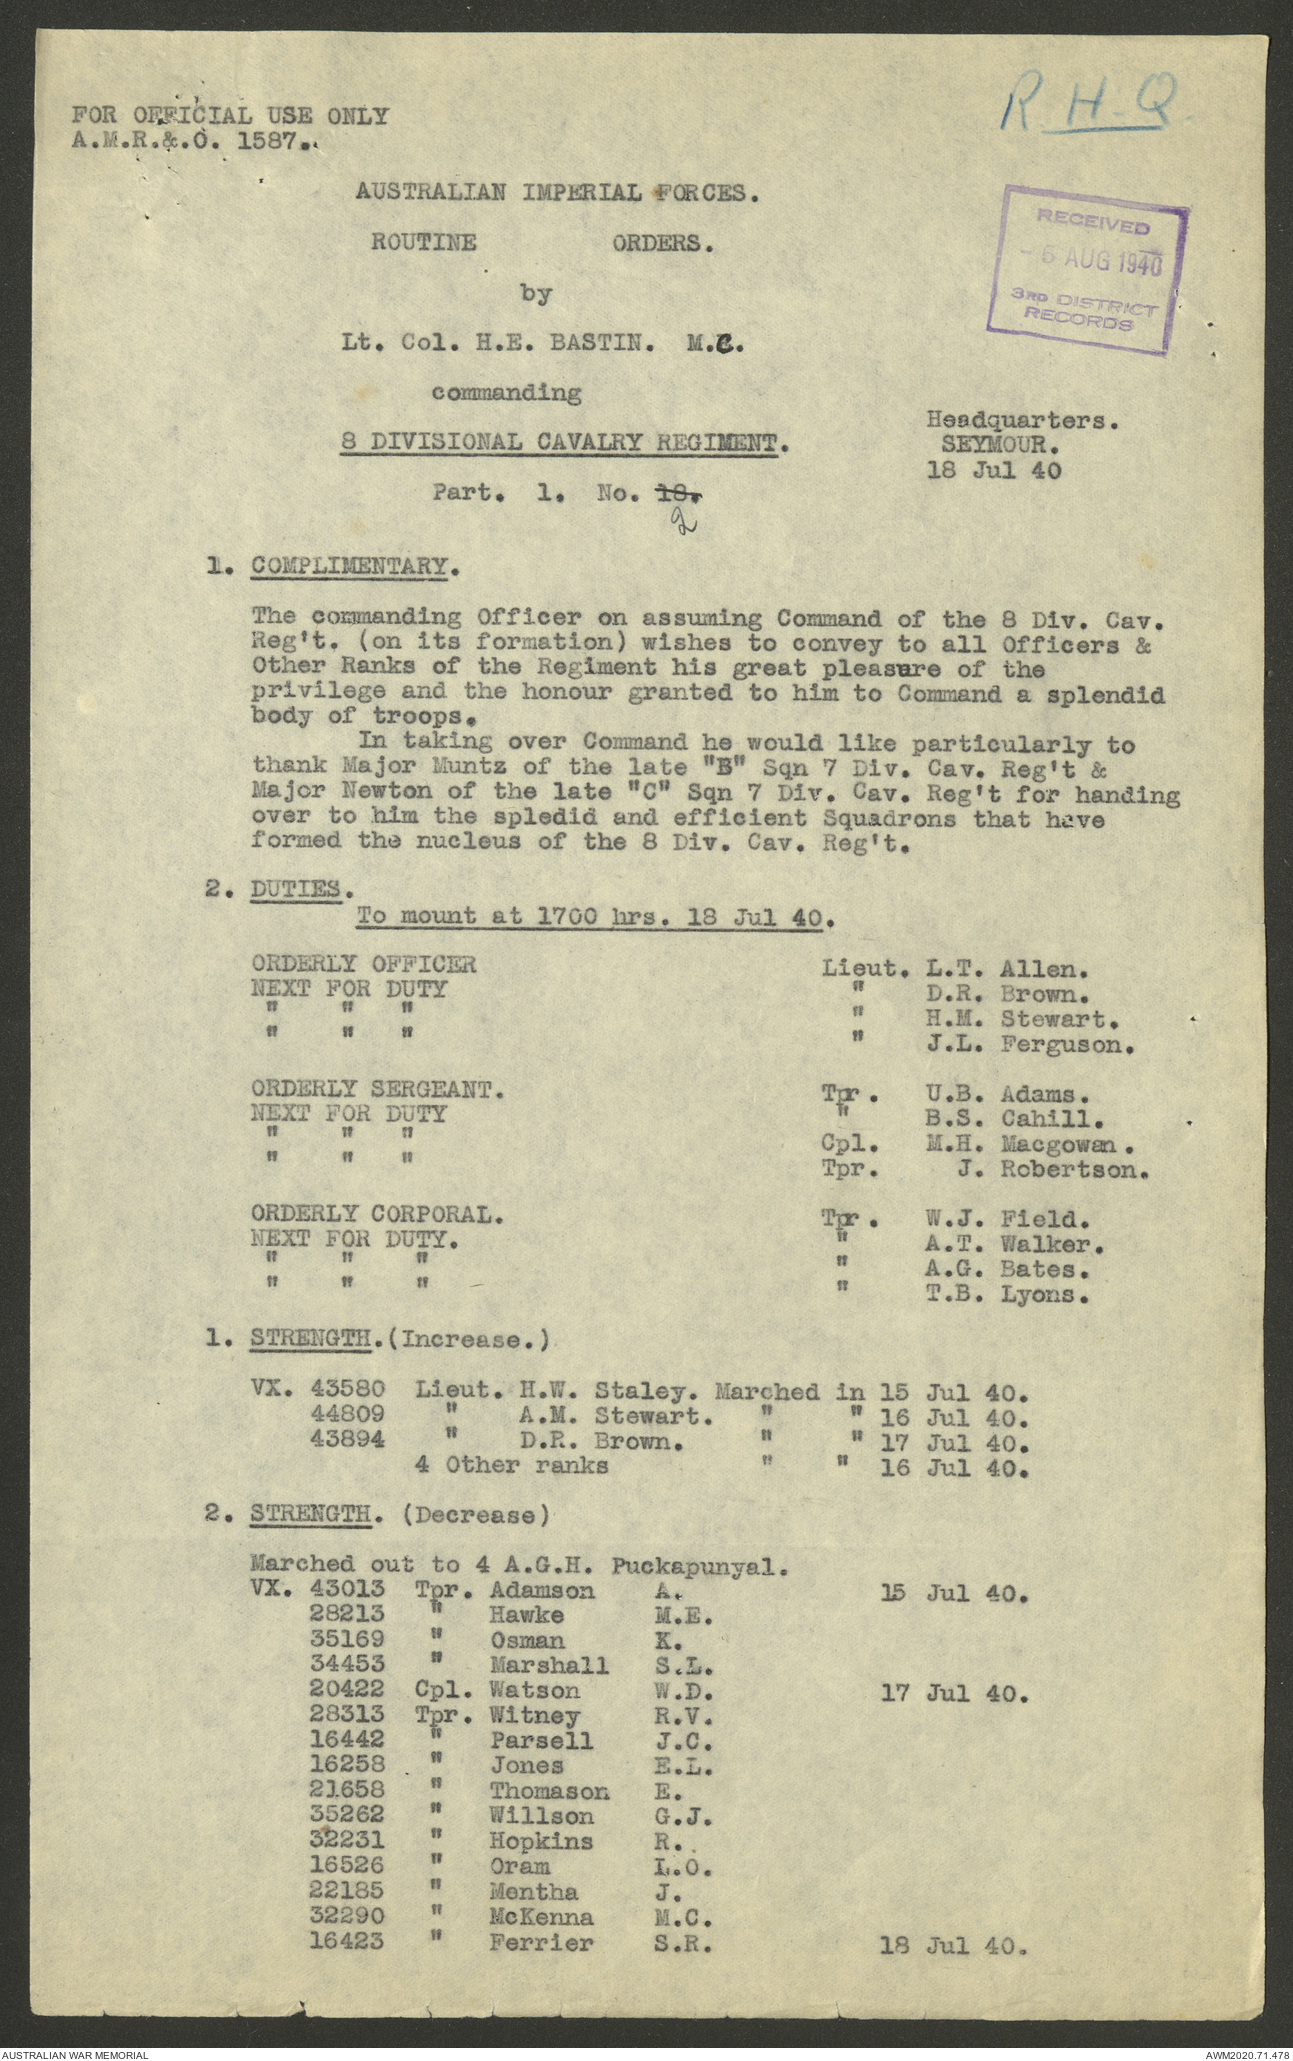 FOR OFFICIAL USE ONLY
A.M.R.&.O. 1587.
R.H.Q.
AUSTRALIAN IMPERIAL FORCES.
ROUTINE ORDERS.
by
Lt. Col. H.E. BASTIN. M.C.
commanding
8 DIVISIONAL CAVALRY REGIMENT.
Part. 1. No. 18.
2
RECEIVED
- 5 AUG 1940
3RD DISTRICT
RECORDS
Headquarters.
SEYMOUR.
18 Jul 40
1. COMPLIMENTARY.
The commanding Officer on assuming Command of the 8 Div. Cav.
Reg't. (on its formation) wishes to convey to all Officers &
Other Ranks of the Regiment his great pleasure of the
privilege and the honour granted to him to Command a splendid
body of troops.
In taking over Command he would like particularly to
thank Major Muntz of the late "B" Sqn 7 Div. Cav. Reg't &
Major Newton of the late "C" Sqn 7 Div. Cav. Reg't for handing
over to him the spledid and efficient Squadrons that have
formed the nucleus of the 8 Div. Cav. Reg't.
2. DUTIES.
To mount at 1700 hrs. 18 Jul 40.
ORDERLY OFFICER Lieut. L.T. Allen.
NEXT FOR DUTY " D.R. Brown.
" " " " H.M. Stewart.
" " " " J.L. Ferguson.
ORDERLY SERGEANT. Tpr. U.B. Adams.
NEXT FOR DUTY " B.S. Cahill.
" " " Cpl. M.H. Macgowan.
" " " Tpr. J. Robertson.
ORDERLY CORPORAL. Tpr. W.J. Field.
NEXT FOR DUTY. " A.T. Walker.
" " " " A.G. Bates.
" " " " T.B. Lyons.
1. STRENGTH.(Increase.)
VX. 43580 Lieut. H.W. Staley. Marched in 15 Jul 40.
44809 " A.M. Stewart. " " 16 Jul 40.
43894 " D.R. Brown. " " 17 Jul 40.
4 Other ranks " " 16 Jul 40.
2. STRENGTH. (Decrease)
Marched out to 4 A.G.H. Puckapunyal.
VX. 43013 Tpr. Adamson A. 15 Jul 40.
28213 " Hawke M.E.
35169 " Osman K.
34453 " Marshall S.L.
20422 Cpl. Watson W.D. 17 Jul 40.
28313 Tpr. Witney R.V.
16442 " Parsell J.C.
16258 " Jones E.L.
21658 " Thomason E.
35262 " Willson G.J.
32231 " Hopkins R.
16526 " Oram L.O.
22185 " Mentha J.
32290 " McKenna M.C.
16423 " Ferrier S.R. 18 Jul 40.
AUSTRALIAN WAR MEMORIAL
AWM2020.71.478